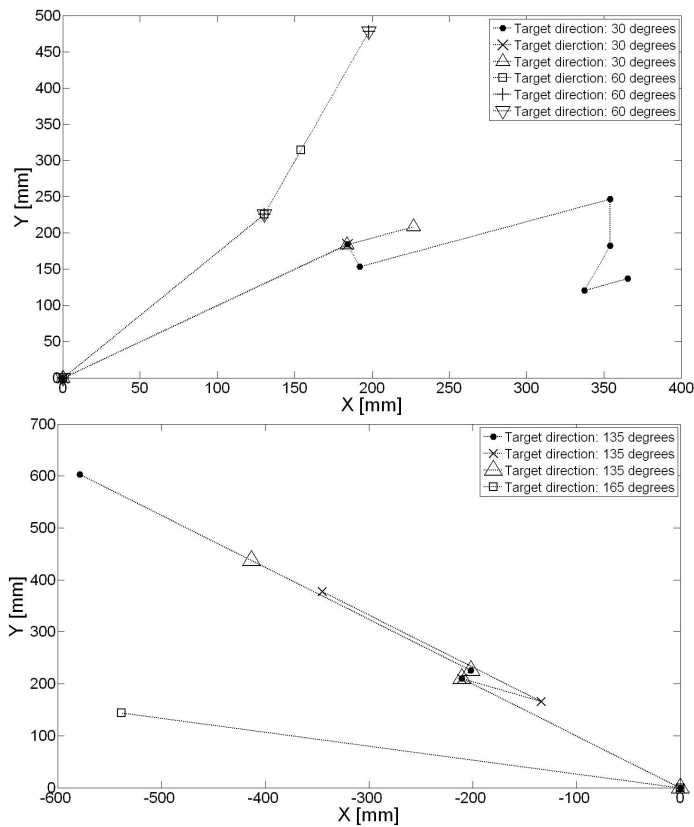 500
450
400
350
300
250
200
150
100
50
0
Y [mm]
Target direction: 30 degrees
Target dierction: 30 degrees
Target direction: 30 degrees
Target direction: 60 degrees
Target direction: 60 degrees
Target direction: 60 degrees
0 50 100 150 200 250 300 350 400
X [mm]
700
600
500
400
300
200
100
0
Y [mm]
Target direction: 135 degrees
Target direction: 135 degrees
Target direction: 135 degrees
Target direction: 165 degrees
-600 -500 -400 -300 -200 -100 0
X [mm]